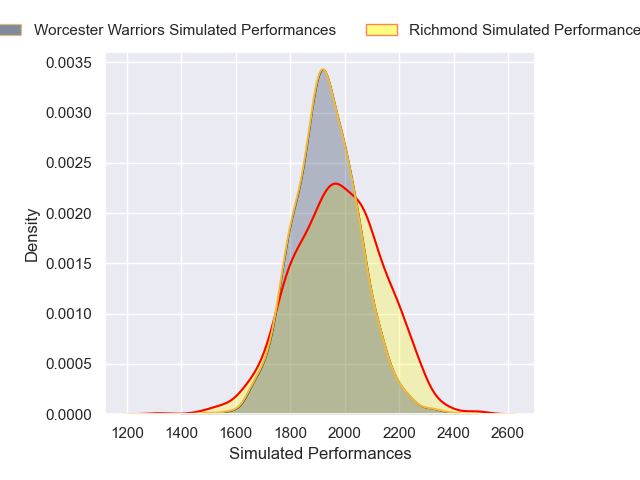 Worcester Warriors Simulated Performances
Richmond Simulated Performance
0.0035
0.0030
0.0025
0.0020
0.0015
0.0010
0.0005
0.0000
Density
1200 1400 1600 1800 2000 2200 2400 2600
Simulated Performances